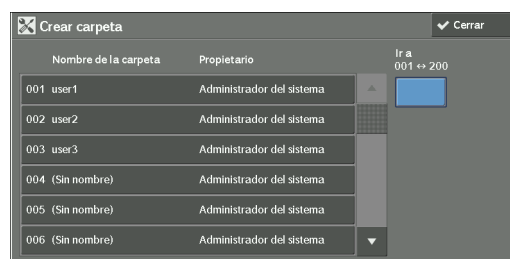 Crear carpeta
Cerrar
Nombre de la carpeta Propietario
Ir a
001 ↔ 200
001 user1 Administrador del sistema
002 user2 Administrador del sistema
003 user3 Administrador del sistema
004 (Sin nombre) Administrador del sistema
005 (Sin nombre) Administrador del sistema
006 (Sin nombre) Administrador del sistema